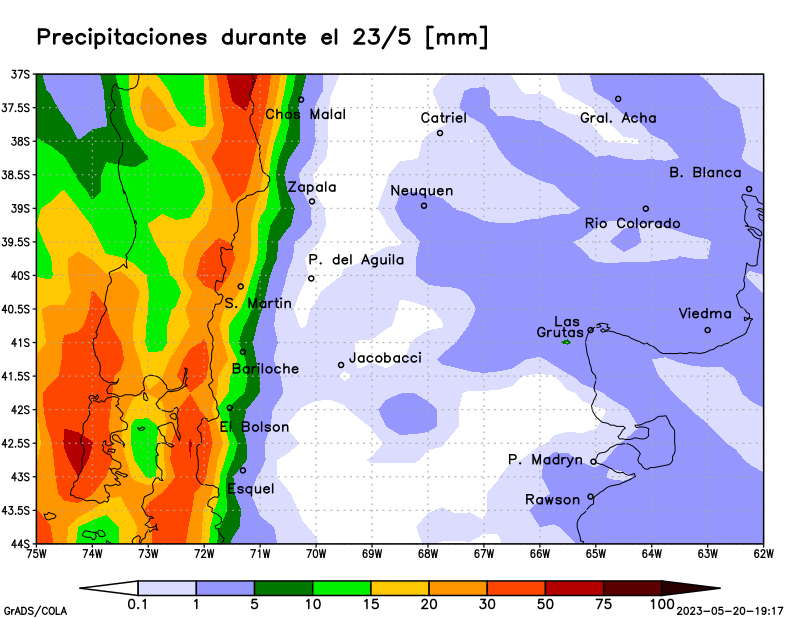 Precipitaciones durante el 23/5 [mm]
37S
37.5S
38S
38.5S
39S
39.5S
40S
40.5S
41S
41.5S
42S
42.5S
43S
43.5S
44S
Chos Malal
Catriel
Gral. Acha
B. Blanca
Zapala
Neuquen
Rio Colorado
P. del Aguila
S. Martin
Las
Grutas
Viedma
Bariloche
Jacobacci
El Bolson
Esquel
P. Madryn
Rawson
75W 74W 73W 72W 71W 70W 69W 68W 67W 66W 65W 64W 63W 62W
0.1 1 5 10 15 20 30 50 75 100
GrADS/COLA
2023-05-20-19:17